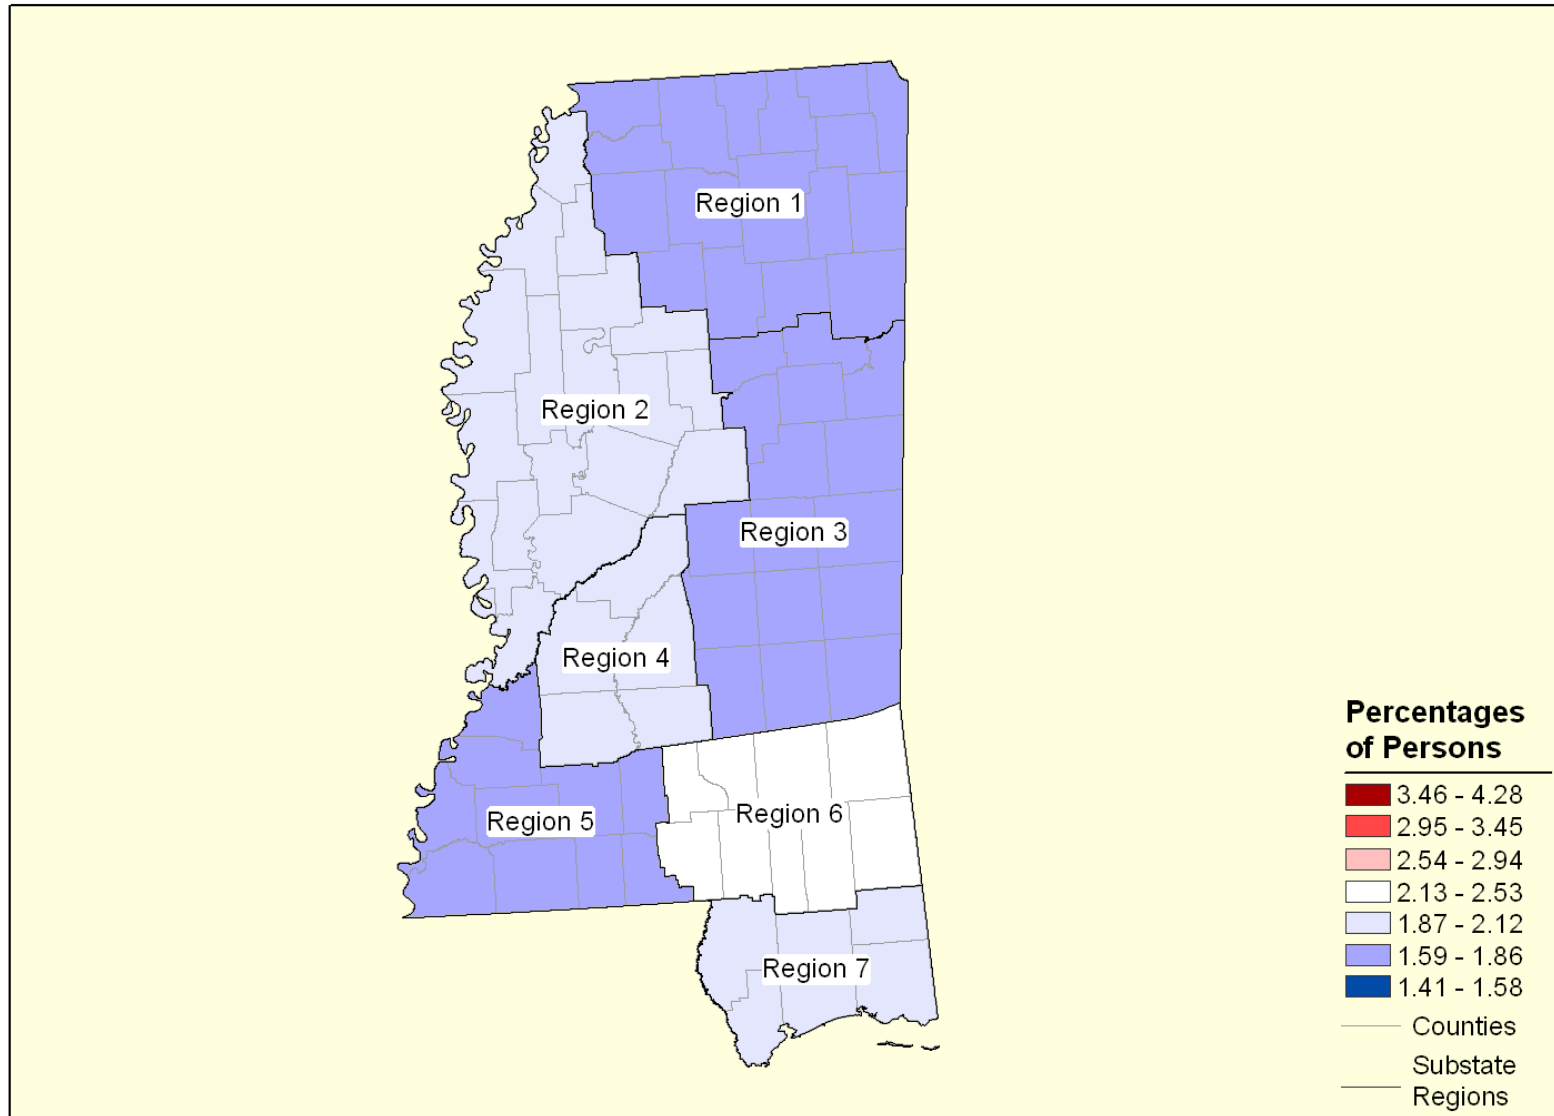 Region 1
Region 2
Region 3
Region 4
Region 5
Region 6
Region 7
Percentages
of Persons
3.46 - 4.28
2.95 - 3.45
2.54 - 2.94
2.13 - 2.53
1.87 - 2.12
1.59 - 1.86
1.41 - 1.58
Counties
Substate
Regions